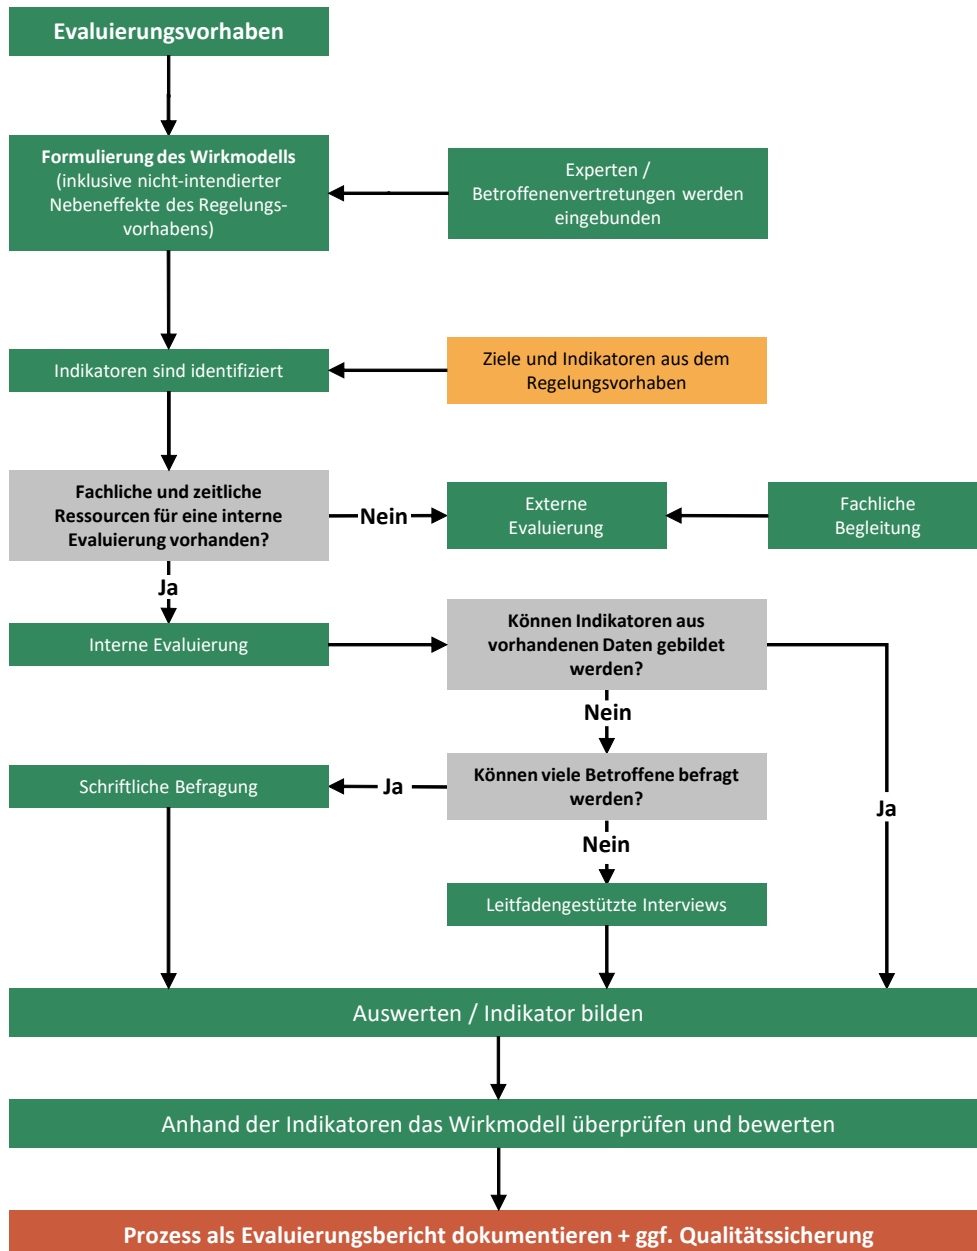 Evaluierungsvorhaben
Formulierung des Wirkmodells
(inklusive nicht-intendierter
Nebeneffekte des Regelungs-
vorhabens)
Experten /
Betroffenenvertretungen werden
eingebunden
Indikatoren sind identifiziert
Ziele und Indikatoren aus dem
Regelungsvorhaben
Fachliche und zeitliche
Ressourcen für eine interne
Evaluierung vorhanden?
Nein
Externe
Evaluierung
Fachliche
Begleitung
Ja
Interne Evaluierung
Können Indikatoren aus
vorhandenen Daten gebildet
werden?
Nein
Ja
Schriftliche Befragung
Ja
Können viele Betroffene befragt
werden?
Nein
Leitfadengestützte Interviews
Auswerten / Indikator bilden
Anhand der Indikatoren das Wirkmodell überprüfen und bewerten
Prozess als Evaluierungsbericht dokumentieren + ggf. Qualitätssicherung